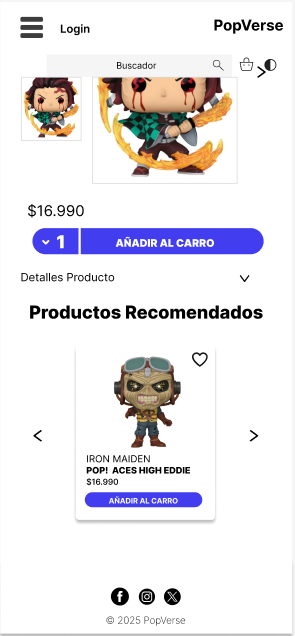 Login
PopVerse
Buscador
$16.990
1
AÑADIR AL CARRO
Detalles Producto
Productos Recomendados
IRON MAIDEN
POP! ACES HIGH EDDIE
$16.990
AÑADIR AL CARRO
© 2025 PopVerse